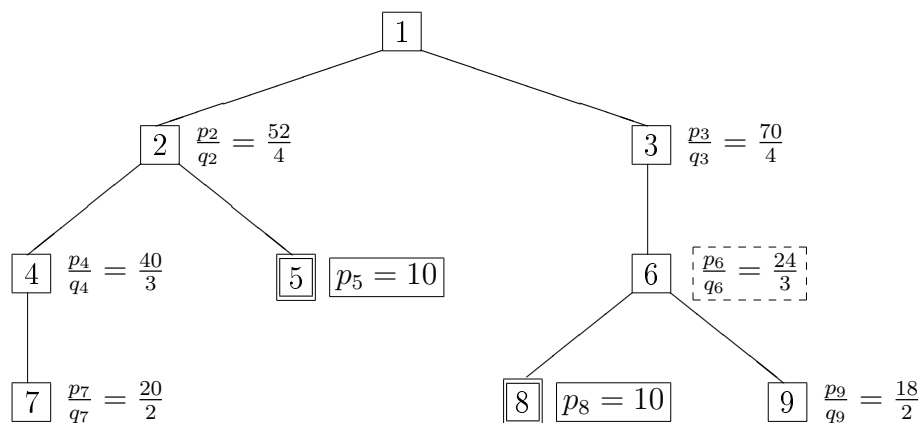 1
2 p₂/q₂ = 52/4
3 p₃/q₃ = 70/4
4 p₄/q₄ = 40/3
5 p₅ = 10
6 p₆/q₆ = 24/3
7 p₇/q₇ = 20/2
8 p₈ = 10
9 p₉/q₉ = 18/2